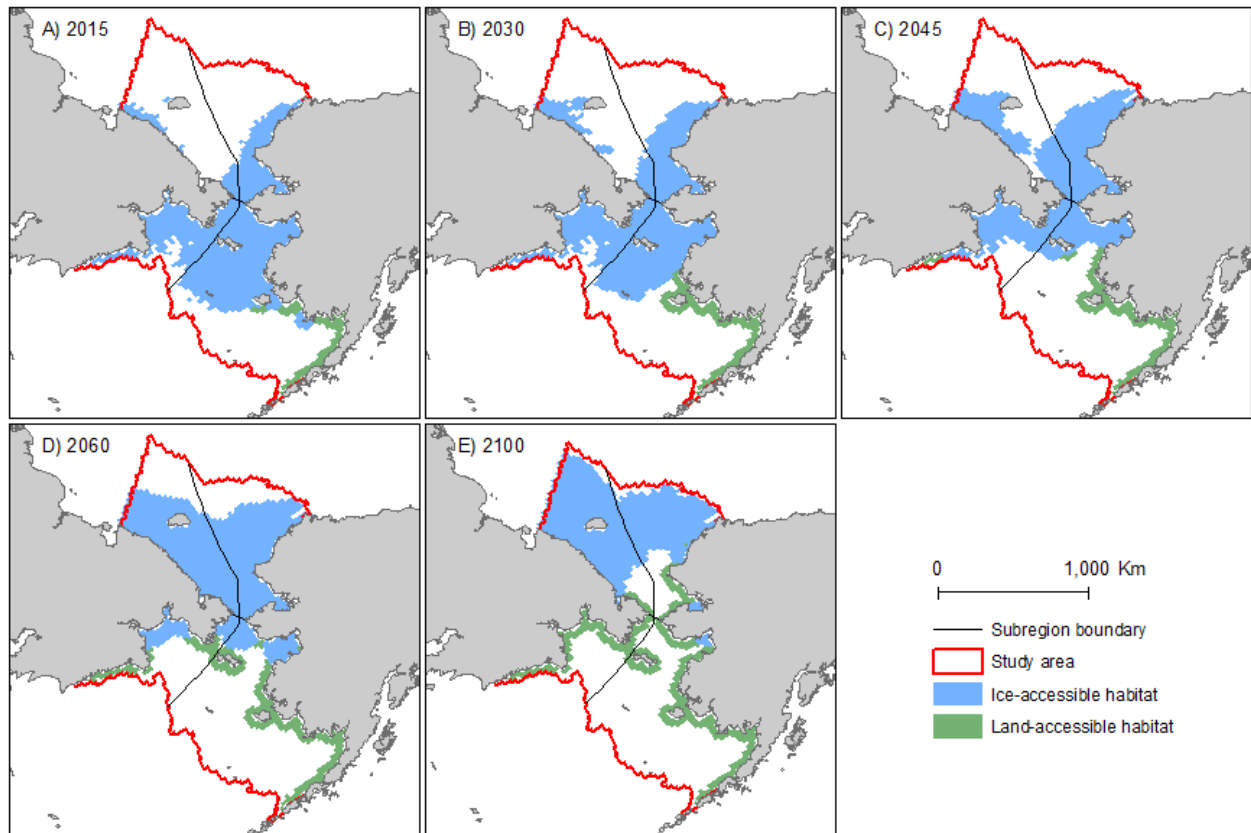 A) 2015
B) 2030
C) 2045
D) 2060
E) 2100
0 1,000 Km
Subregion boundary
Study area
Ice-accessible habitat
Land-accessible habitat